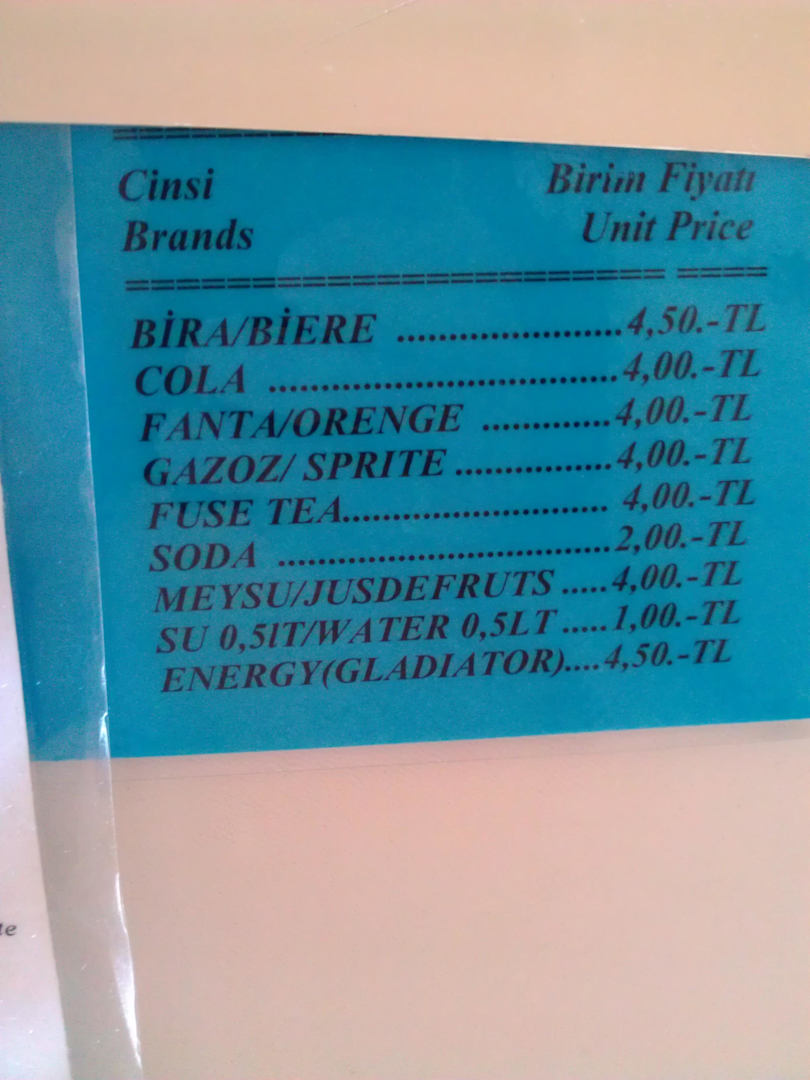 ===========================================
Cinsi Birim Fiyatı
Brands Unit Price
========================================= =======
BİRA/BİERE ......................4,50.-TL
COLA ..................................4,00.-TL
FANTA/ORENGE ............4,00.-TL
GAZOZ/ SPRITE ...............4,00.-TL
FUSE TEA.......................... 4,00.-TL
SODA .................................2,00.-TL
MEYSU/JUSDEFRUTS .....4,00.-TL
SU 0,5lT/WATER 0,5LT .....1,00.-TL
ENERGY(GLADIATOR)....4,50.-TL
te